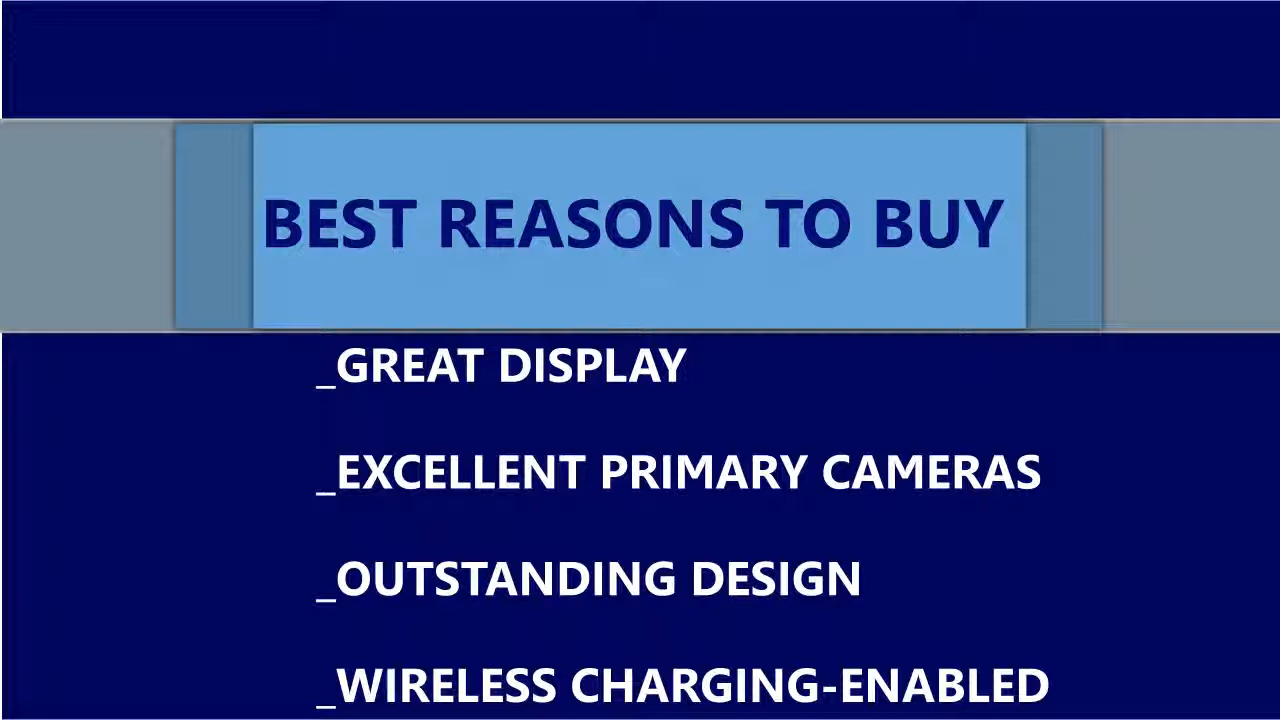 BEST REASONS TO BUY
_GREAT DISPLAY
_EXCELLENT PRIMARY CAMERAS
_OUTSTANDING DESIGN
_WIRELESS CHARGING-ENABLED